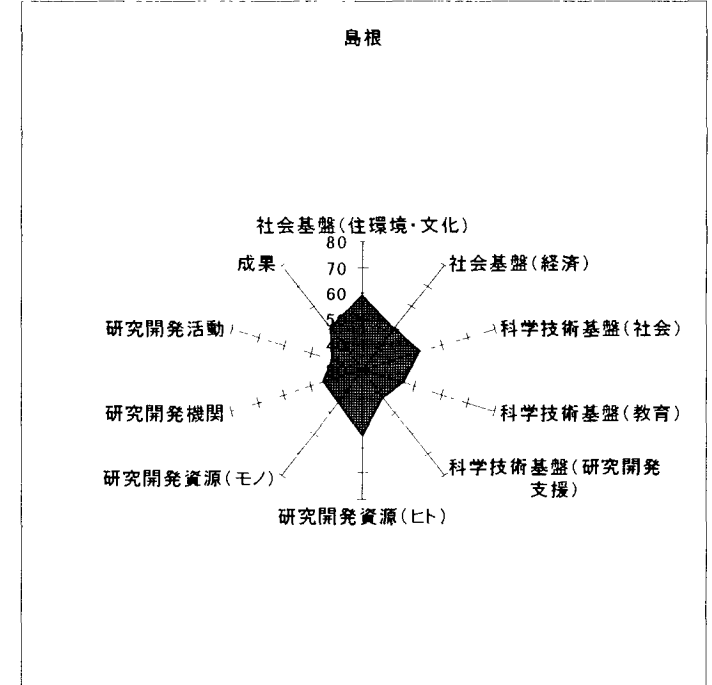 島根
社会基盤(住環境・文化)
80
70
60
成果
社会基盤(経済)
研究開発活動
科学技術基盤(社会)
研究開発機関
科学技術基盤(教育)
研究開発資源(モノ)
科学技術基盤(研究開発
支援)
研究開発資源(ヒト)